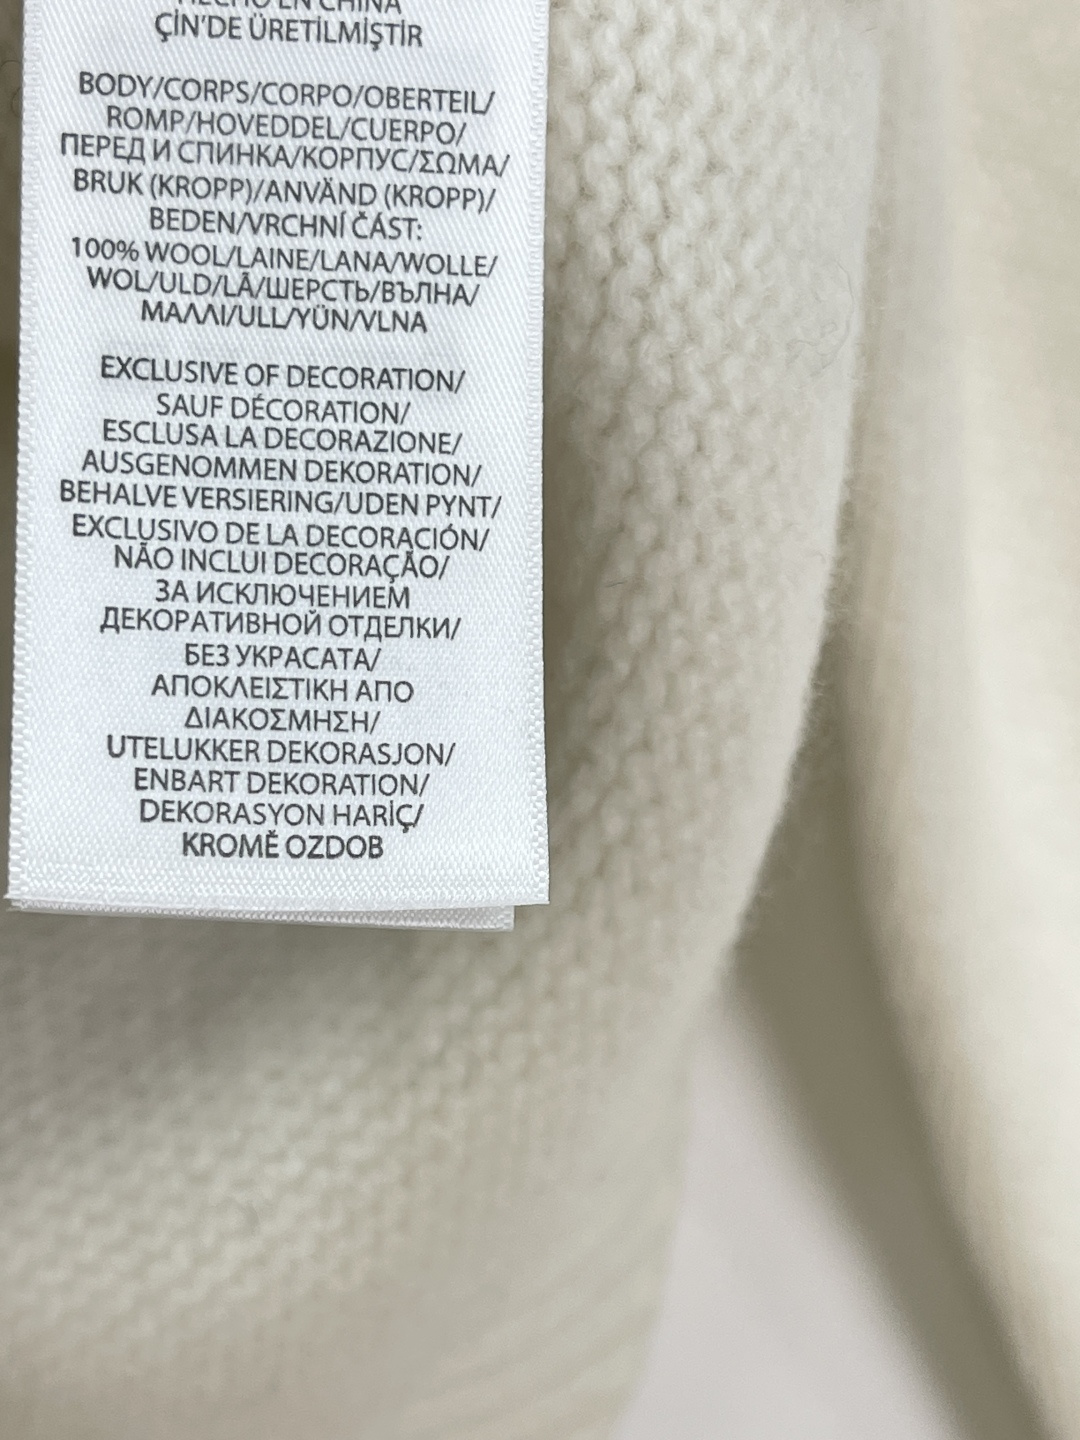 HECHO EN CHINA
ÇİN'DE ÜRETİLMİŞTİR
BODY/CORPS/CORPO/OBERTEIL/
ROMP/HOVEDDEL/CUERPO/
ПЕРЕД И СПИНКА/КОРПУС/ΣΩΜΑ/
BRUK (KROPP)/ANVÄND (KROPP)/
BEDEN/VRCHNÍ ČÁST:
100% WOOL/LAINE/LANA/WOLLE/
WOL/ULD/LÃ/ШЕРСТЬ/ВЪЛНА/
ΜΑΛΛΙ/ULL/YÜN/VLNA
EXCLUSIVE OF DECORATION/
SAUF DÉCORATION/
ESCLUSA LA DECORAZIONE/
AUSGENOMMEN DEKORATION/
BEHALVE VERSIERING/UDEN PYNT/
EXCLUSIVO DE LA DECORACIÓN/
NÃO INCLUI DECORAÇÃO/
ЗА ИСКЛЮЧЕНИЕМ
ДЕКОРАТИВНОЙ ОТДЕЛКИ/
БЕЗ УКРАСАТА/
ΑΠΟΚΛΕΙΣΤΙΚΗ ΑΠΟ
ΔΙΑΚΟΣΜΗΣΗ/
UTELUKKER DEKORASJON/
ENBART DEKORATION/
DEKORASYON HARİÇ/
KROMĚ OZDOB